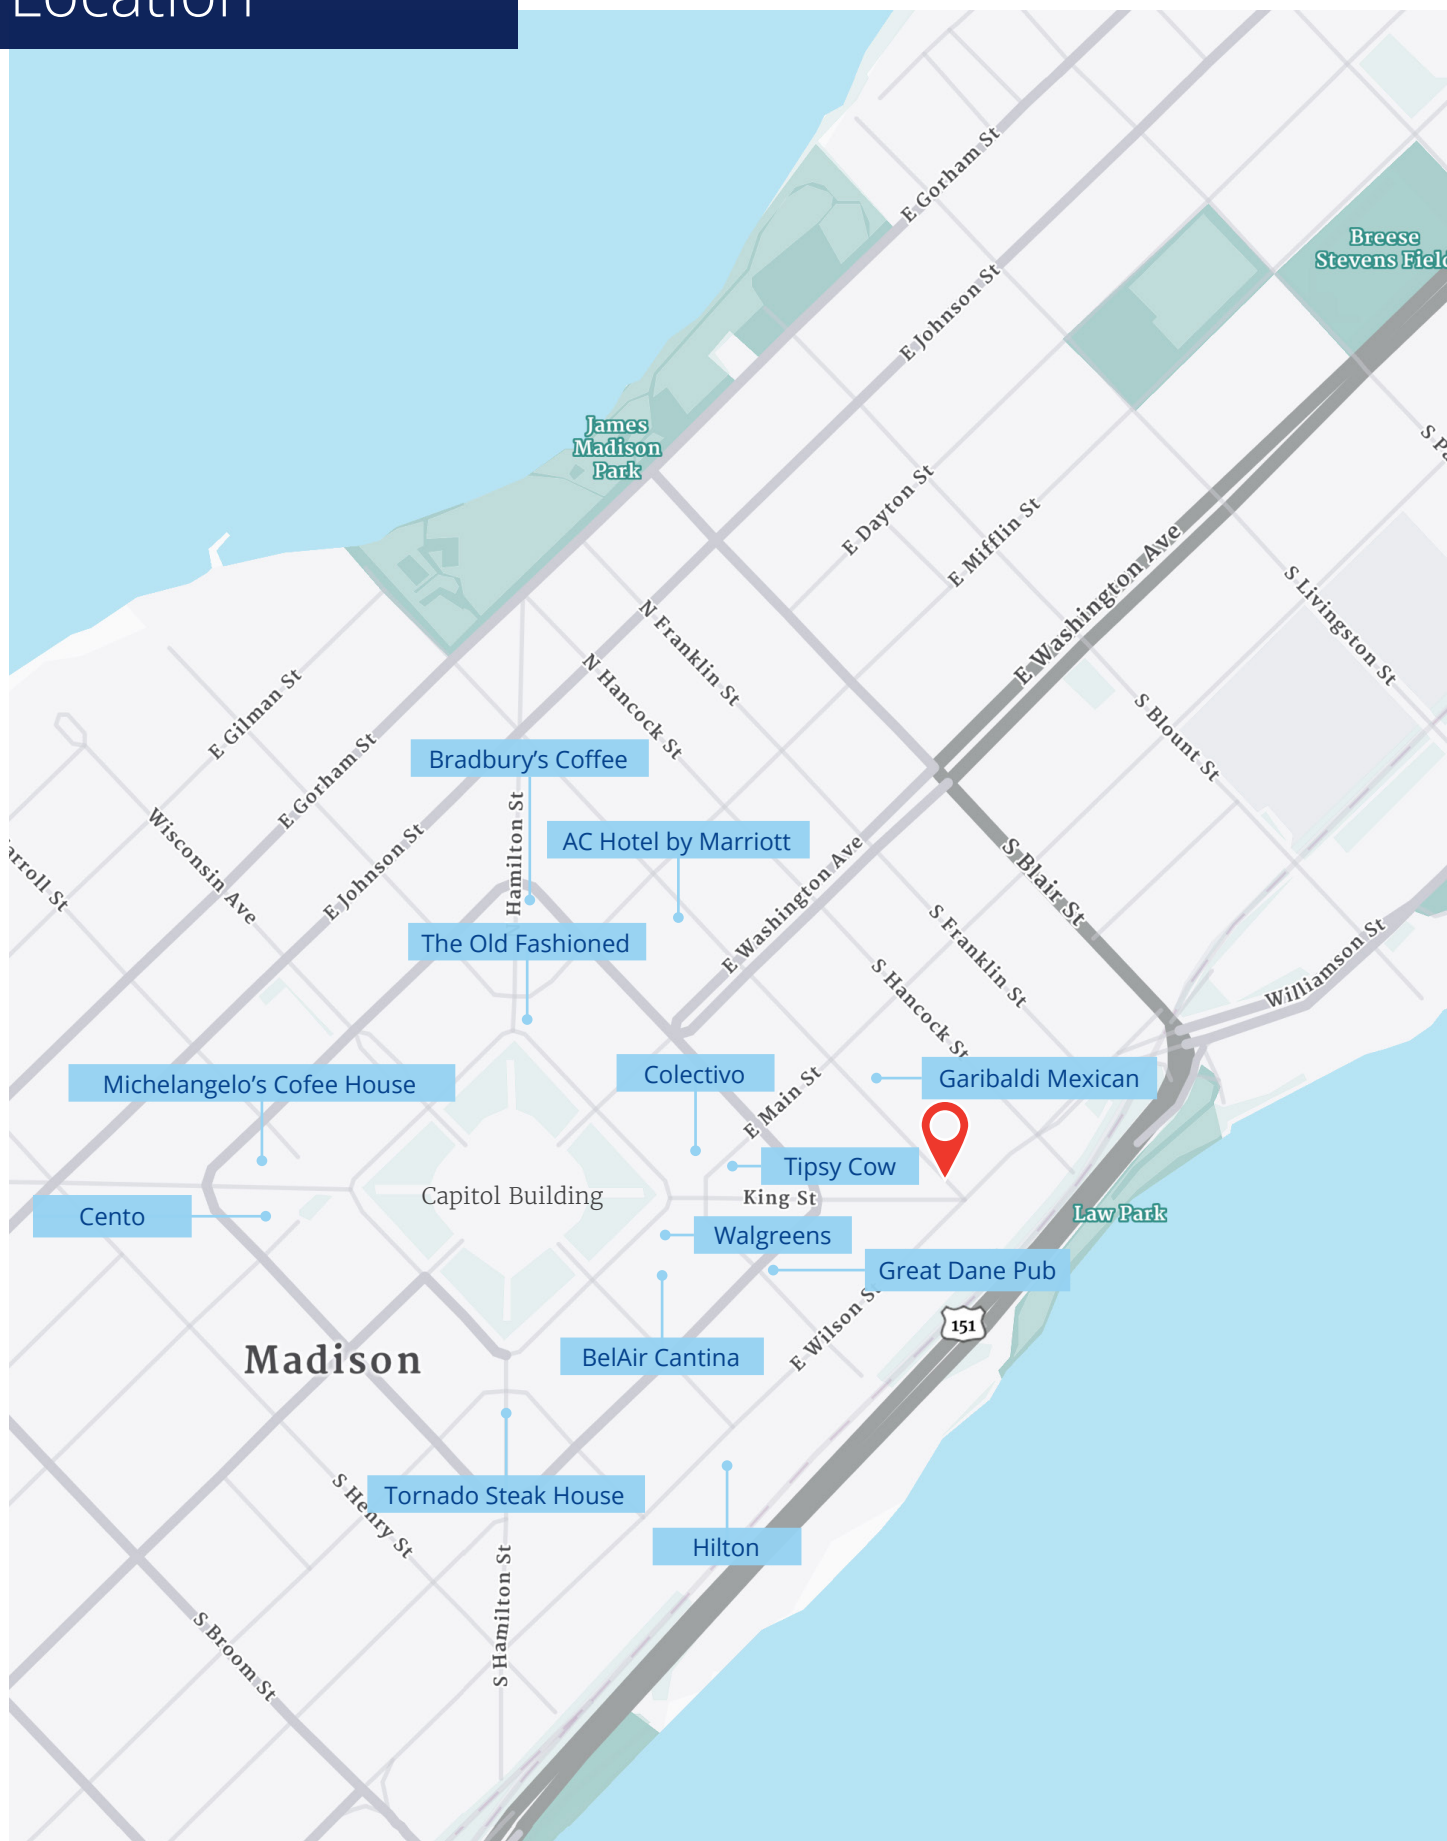 Location
E Gorham St
Breese
Stevens Field
E Johnson St
James
Madison
Park
E Dayton St
E Mifflin St
E Washington Ave
S Livingston St
N Franklin St
N Hancock St
E Gilman St
S Blount St
E Gorham St
Bradbury's Coffee
Hamilton St
AC Hotel by Marriott
Wisconsin Ave
E Johnson St
E Washington Ave
S Blair St
The Old Fashioned
S Franklin St
S Hancock St
Williamson St
Michelangelo's Cofee House
Colectivo
E Main St
Garibaldi Mexican
Tipsy Cow
Capitol Building
King St
Cento
Law Park
Walgreens
Great Dane Pub
E Wilson St
151
Madison
BelAir Cantina
S Henry St
Tornado Steak House
Hilton
S Hamilton St
S Broom St